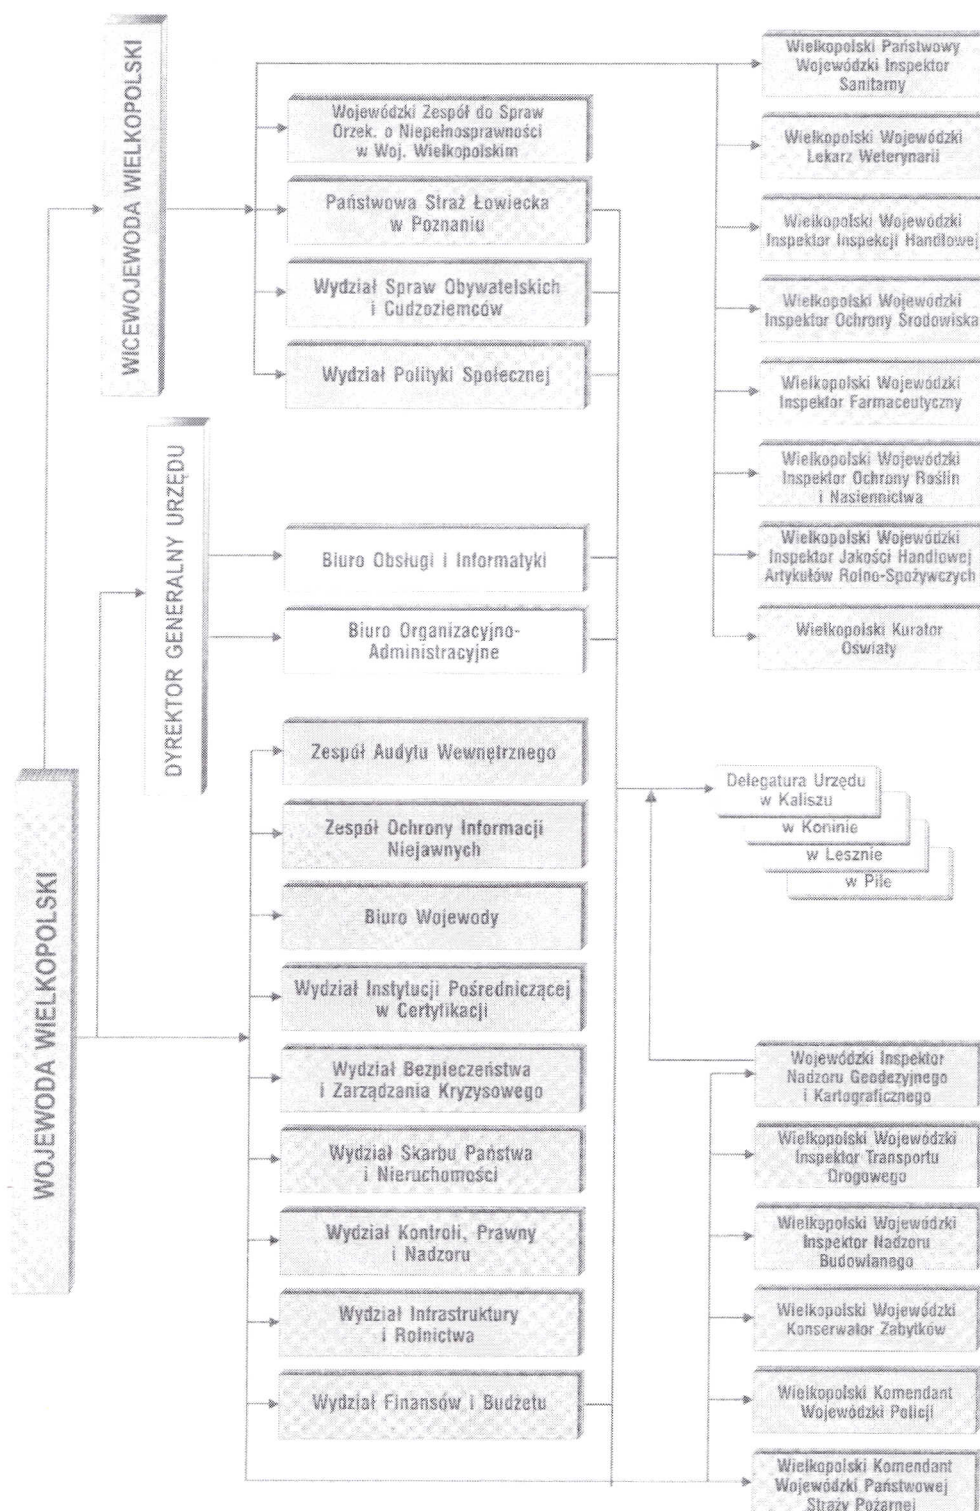 WOJEWODA WIELKOPOLSKI
WICEWOJEWODA WIELKOPOLSKI
DYREKTOR GENERALNY URZĘDU
Wojewódzki Zespół do Spraw
Orzek. o Niepełnosprawności
w Woj. Wielkopolskim
Państwowa Straż Łowiecka
w Poznaniu
Wydział Spraw Obywatelskich
i Cudzoziemców
Wydział Polityki Społecznej
Biuro Obsługi i Informatyki
Biuro Organizacyjno-
Administracyjne
Zespół Audytu Wewnętrznego
Zespół Ochrony Informacji
Niejawnych
Biuro Wojewody
Wydział Instytucji Pośredniczącej
w Certyfikacji
Wydział Bezpieczeństwa
i Zarządzania Kryzysowego
Wydział Skarbu Państwa
i Nieruchomości
Wydział Kontroli, Prawny
i Nadzoru
Wydział Infrastruktury
i Rolnictwa
Wydział Finansów i Budżetu
Wielkopolski Państwowy
Wojewódzki Inspektor
Sanitarny
Wielkopolski Wojewódzki
Lekarz Weterynarii
Wielkopolski Wojewódzki
Inspektor Inspekcji Handlowej
Wielkopolski Wojewódzki
Inspektor Ochrony Środowiska
Wielkopolski Wojewódzki
Inspektor Farmaceutyczny
Wielkopolski Wojewódzki
Inspektor Ochrony Roślin
i Nasiennictwa
Wielkopolski Wojewódzki
Inspektor Jakości Handlowej
Artykułów Rolno-Spożywczych
Wielkopolski Kurator
Oświaty
Delegatura Urzędu
w Kaliszu
w Koninie
w Lesznie
w Pile
Wojewódzki Inspektor
Nadzoru Geodezyjnego
i Kartograficznego
Wielkopolski Wojewódzki
Inspektor Transportu
Drogowego
Wielkopolski Wojewódzki
Inspektor Nadzoru
Budowlanego
Wielkopolski Wojewódzki
Konserwator Zabytków
Wielkopolski Komendant
Wojewódzki Policji
Wielkopolski Komendant
Wojewódzki Państwowej
Straży Pożarnej